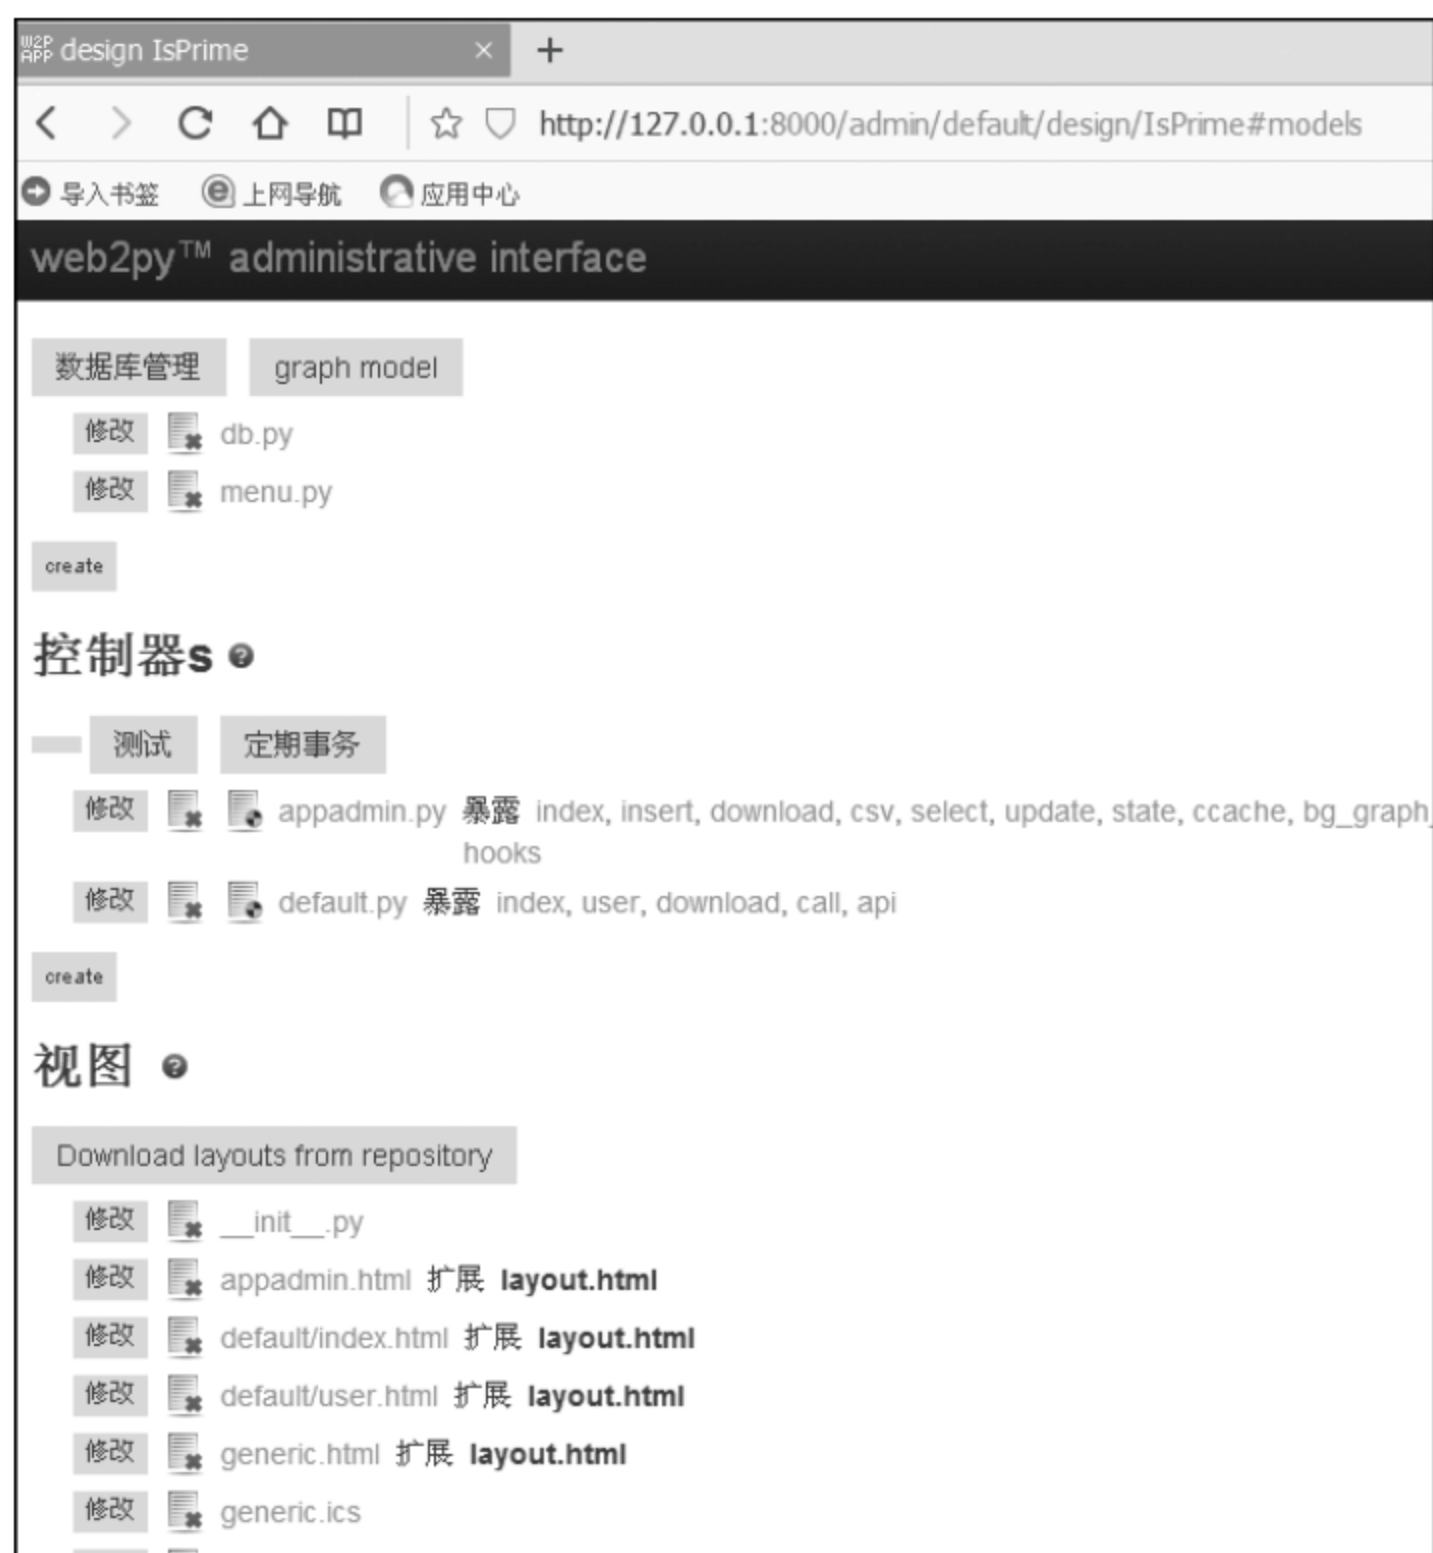 W2P APP design IsPrime × +
http://127.0.0.1:8000/admin/default/design/IsPrime#models
导入书签 上网导航 应用中心
web2py™ administrative interface
数据库管理 graph model
修改 db.py
修改 menu.py
create
控制器s ?
测试 定期事务
修改 appadmin.py 暴露 index, insert, download, csv, select, update, state, ccache, bg_graph_
hooks
修改 default.py 暴露 index, user, download, call, api
create
视图 ?
Download layouts from repository
修改 __init__.py
修改 appadmin.html 扩展 layout.html
修改 default/index.html 扩展 layout.html
修改 default/user.html 扩展 layout.html
修改 generic.html 扩展 layout.html
修改 generic.ics